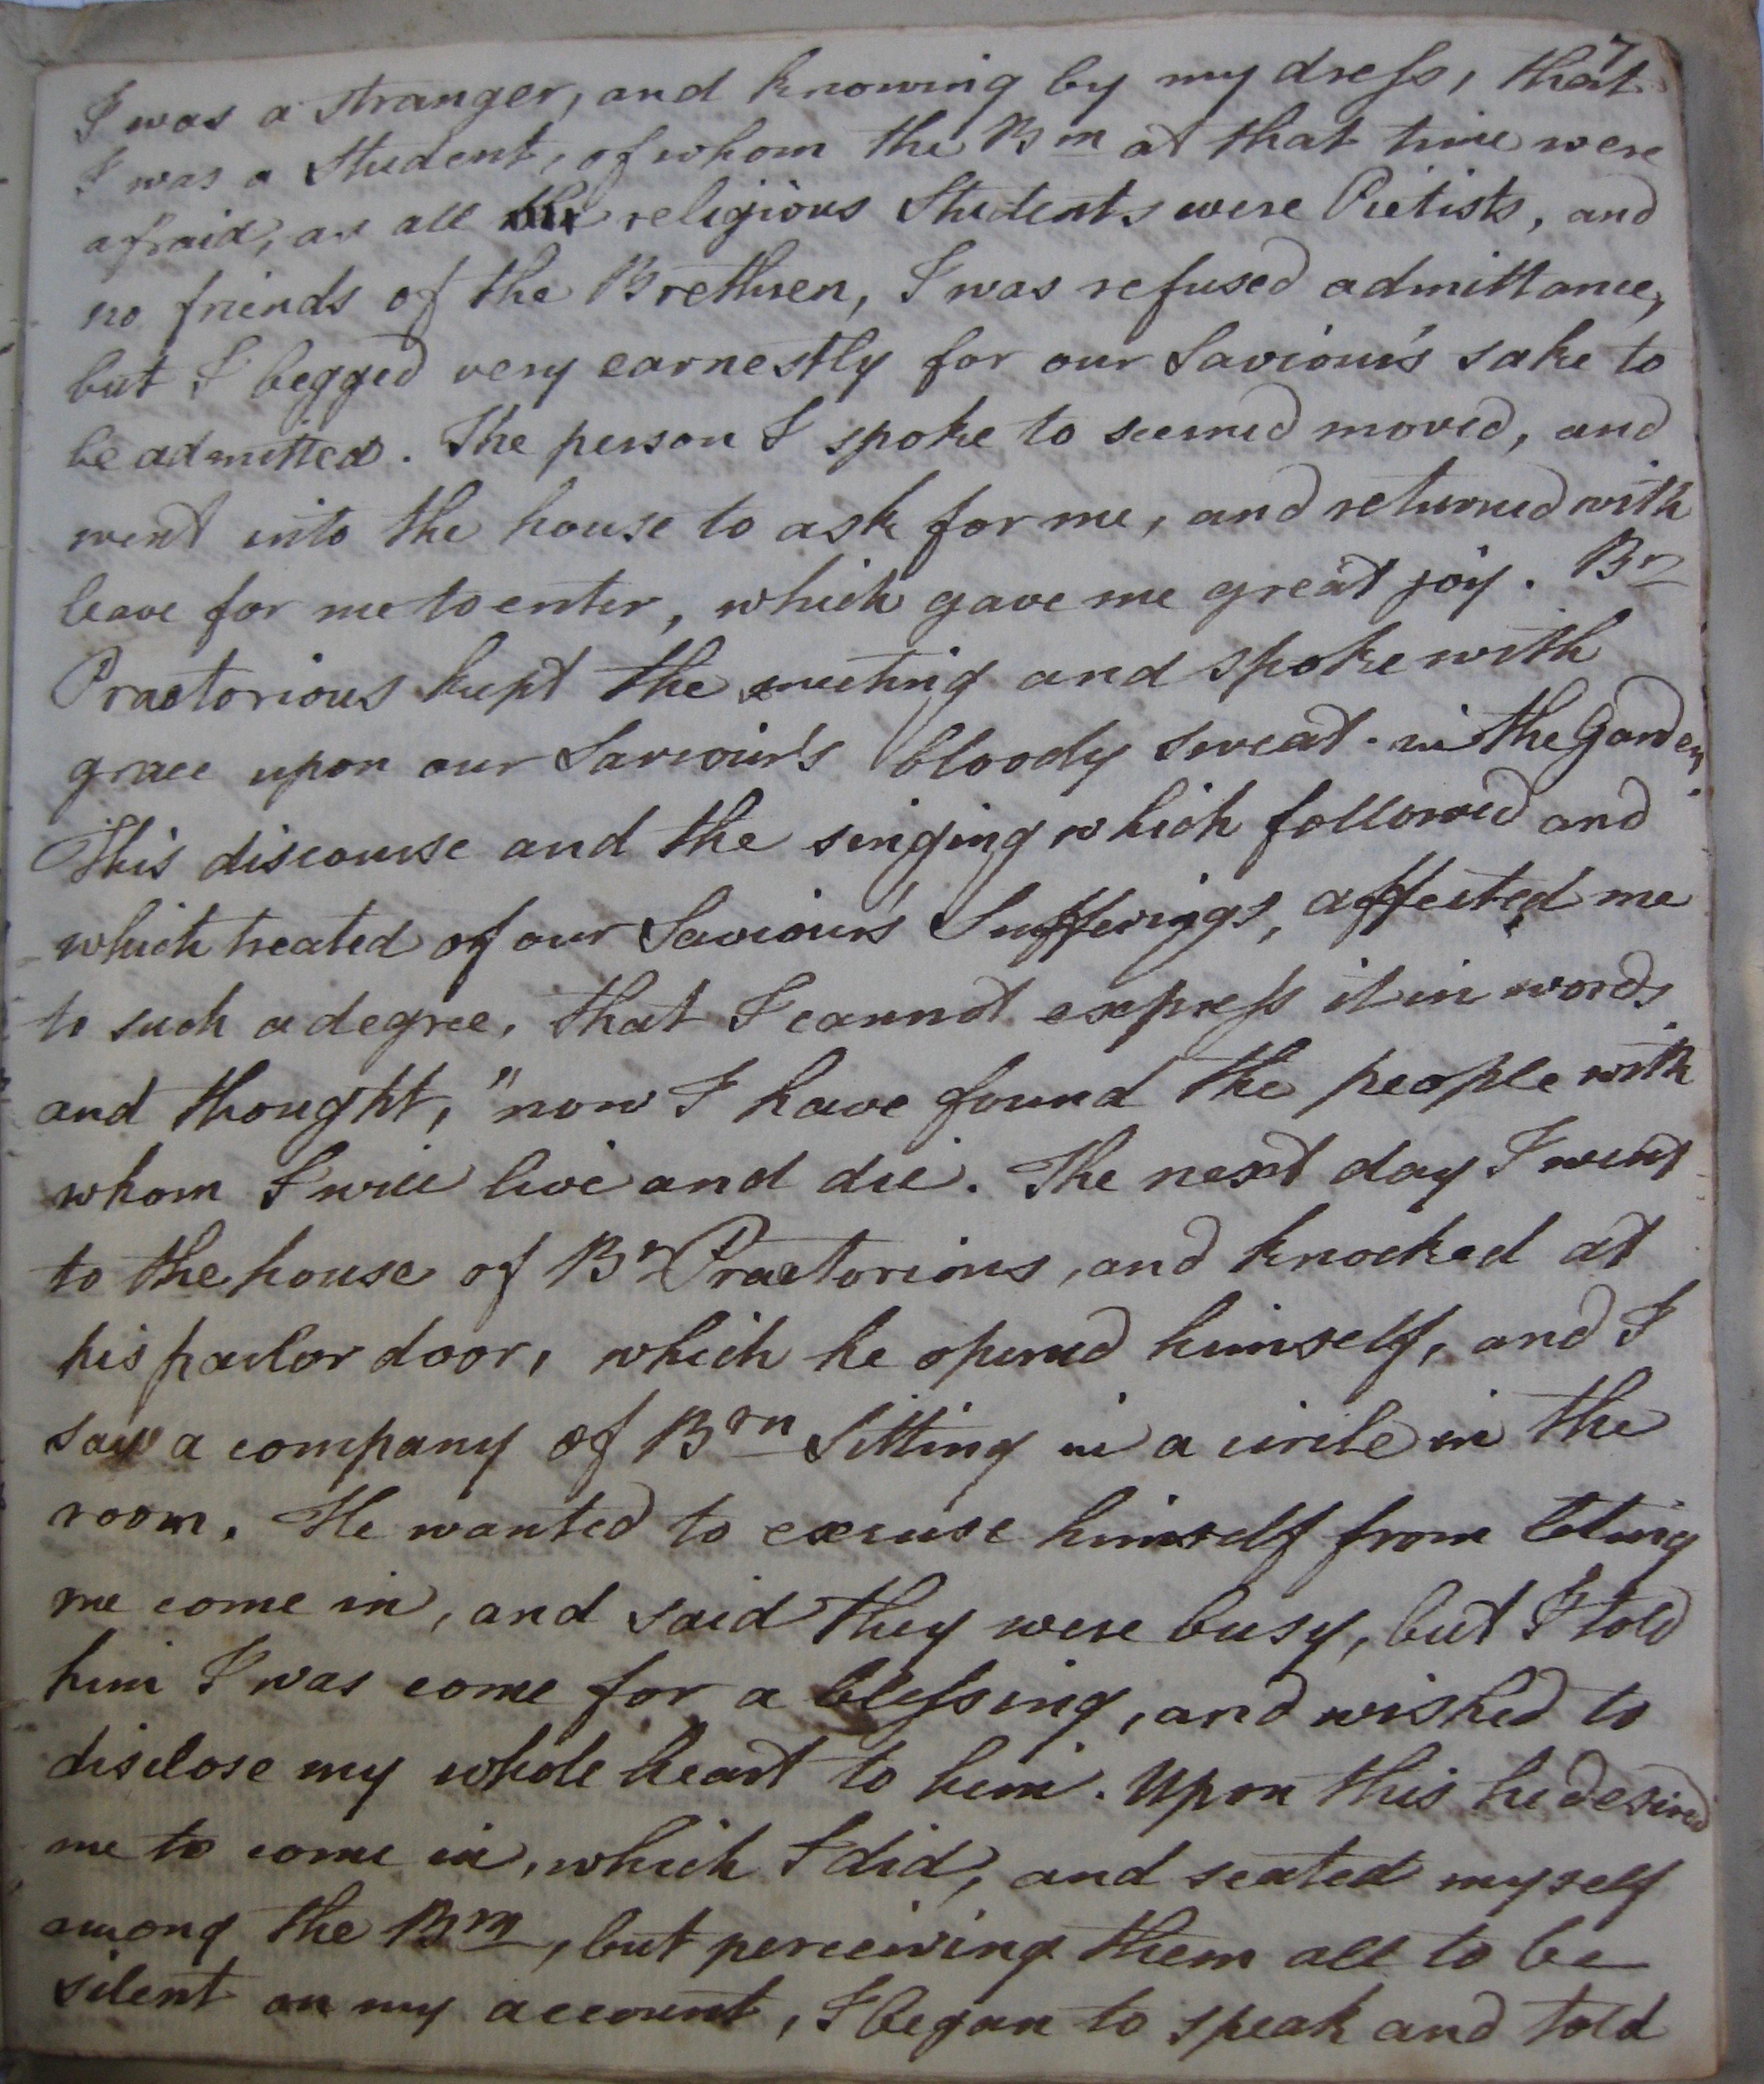 7
I was a stranger, and knowing by my dress, that
I was a Student, of whom the Brn at that time were
afraid, as all the religious Students were Pietists, and
no friends of the Brethren, I was refused admittance,
but I begged very earnestly for our Saviour's sake to
be admitted. The person I spoke to seemed moved, and
went into the house to ask for me, and returned with
leave for me to enter, which gave me great joy. Br
Praetorious kept the meeting and spoke with
grace upon our Saviour's bloody sweat in the Garden.
This discourse and the singing which followed and
which treated of our Saviour's Sufferings, affected me
to such a degree, that I cannot express it in words,
and thought, "now I have found the people with
whom I will live and die. The next day I went
to the house of Br Praetorious, and knocked at
his parlor door, which he opened himself, and I
saw a company of Brn sitting in a circle in the
room. He wanted to excuse himself from leting
me come in, and said they were busy, but I told
him I was come for a blessing, and wished to
disclose my whole heart to him. Upon this he desired
me to come in, which I did, and seated myself
among the Brn, but perceiving them all to be
silent on my account, I began to speak and told